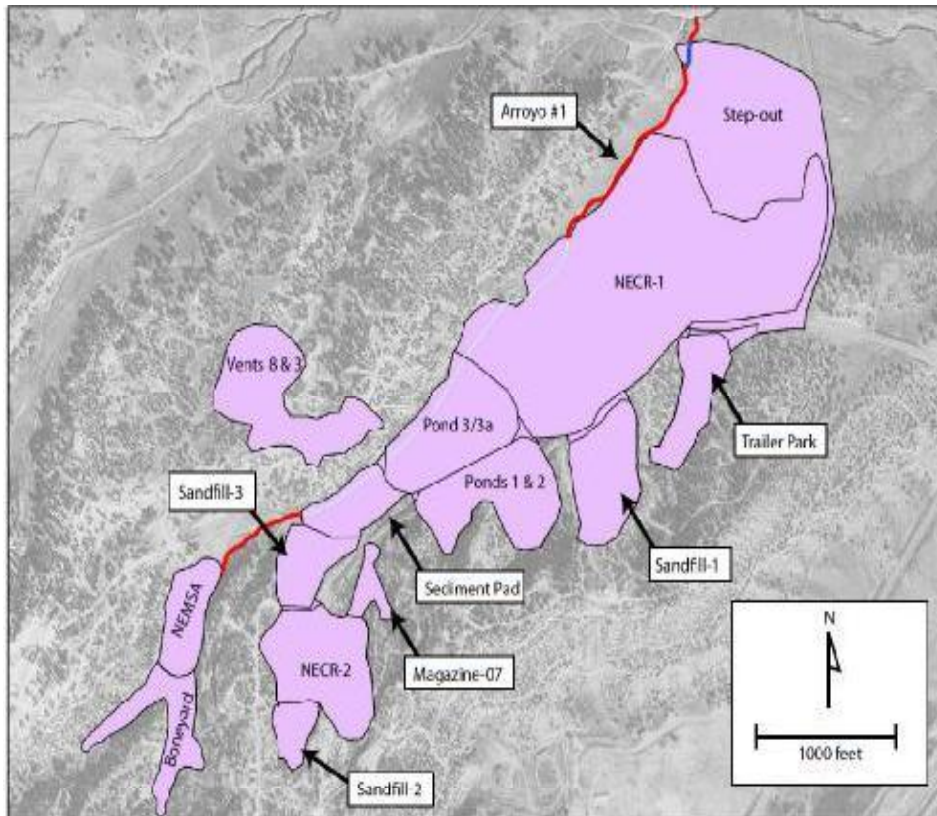 Step-out
Arroyo #1
NECR-1
Vents 8 & 3
Pond 3/3a
Trailer Park
Ponds 1 & 2
Sandfill-3
Sandfill-1
Sediment Pad
NEMSA
NECR-2
Magazine-07
Boneyard
Sandfill-2
N
1000 feet